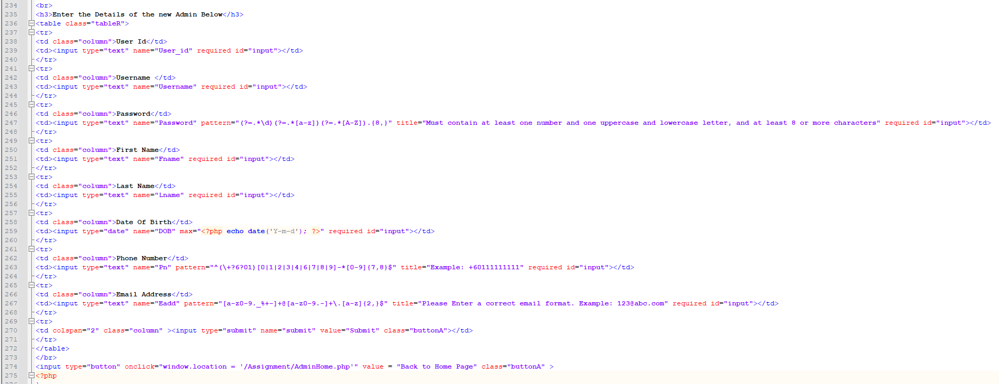 234 <br>
235 <h3>Enter the Details of the new Admin Below</h3>
236 <table class="tableR">
237 <tr>
238 <td class="column">User Id</td>
239 <td><input type="text" name="User_id" required id="input"></td>
240 </tr>
241 <tr>
242 <td class="column">Username </td>
243 <td><input type="text" name="Username" required id="input"></td>
244 </tr>
245 <tr>
246 <td class="column">Password</td>
247 <td><input type="text" name="Password" pattern="(?=.*\d)(?=.*[a-z])(?=.*[A-Z]).{8,}" title="Must contain at least one number and one uppercase and lowercase letter, and at least 8 or more characters" required id="input"></td>
248 </tr>
249 <tr>
250 <td class="column">First Name</td>
251 <td><input type="text" name="Fname" required id="input"></td>
252 </tr>
253 <tr>
254 <td class="column">Last Name</td>
255 <td><input type="text" name="Lname" required id="input"></td>
256 </tr>
257 <tr>
258 <td class="column">Date Of Birth</td>
259 <td><input type="date" name="DOB" max="<?php echo date('Y-m-d'); ?>" required id="input"></td>
260 </tr>
261 <tr>
262 <td class="column">Phone Number</td>
263 <td><input type="text" name="Pn" pattern="^(\+?6?01)[0|1|2|3|4|6|7|8|9]-*[0-9]{7,8}$" title="Example: +60111111111" required id="input"></td>
264 </tr>
265 <tr>
266 <td class="column">Email Address</td>
267 <td><input type="text" name="Eadd" pattern="[a-z0-9._%+-]+@[a-z0-9.-]+\.[a-z]{2,}$" title="Please Enter a correct email format. Example: 123@abc.com" required id="input"></td>
268 </tr>
269 <tr>
270 <td colspan="2" class="column" ><input type="submit" name="submit" value="Submit" class="buttonA"></td>
271 </tr>
272 </table>
273 </br>
274 <input type="button" onclick="window.location = '/Assignment/AdminHome.php'" value = "Back to Home Page" class="buttonA" >
275 <?php